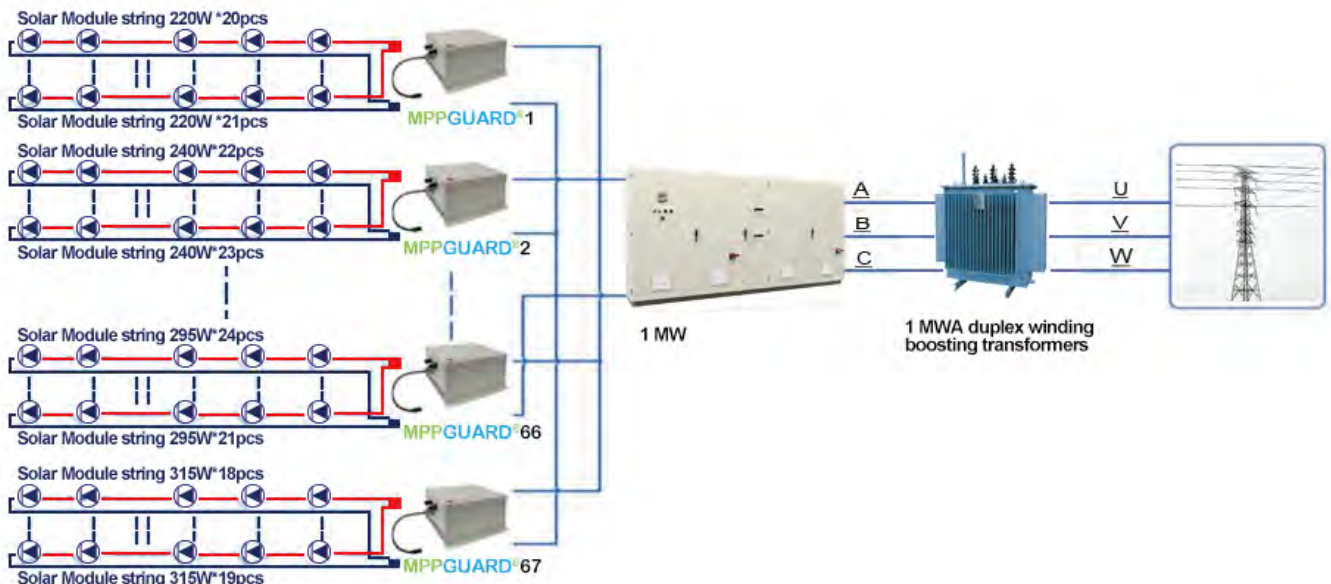 Solar Module string 220W *20pcs
MPPGUARD®1
Solar Module string 220W *21pcs
Solar Module string 240W*22pcs
MPPGUARD®2
Solar Module string 240W*23pcs
Solar Module string 295W*24pcs
MPPGUARD®66
Solar Module string 295W*21pcs
Solar Module string 315W*18pcs
MPPGUARD®67
Solar Module string 315W*19pcs
1 MW
A
B
C
1 MWA duplex winding
boosting transformers
U
V
W